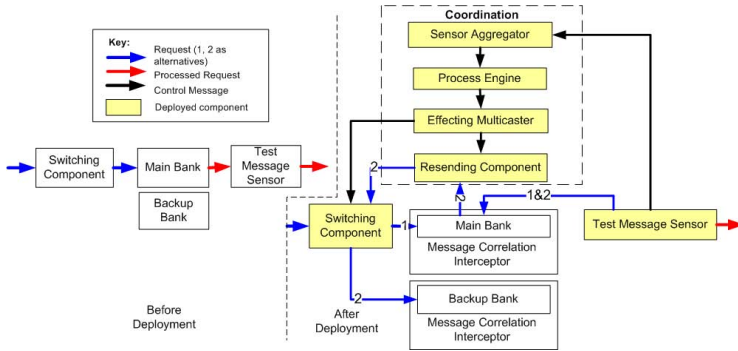 Key:
Request (1, 2 as
alternatives)
Processed Request
Control Message
Deployed component
Switching
Component
Main Bank
Test
Message
Sensor
Backup
Bank
Before
Deployment
Coordination
Sensor Aggregator
Process Engine
Effecting Multicaster
Resending Component
2
2
1&2
Switching
Component
1
Main Bank
Message Correlation
Interceptor
Test Message Sensor
2
Backup Bank
Message Correlation
Interceptor
After
Deployment